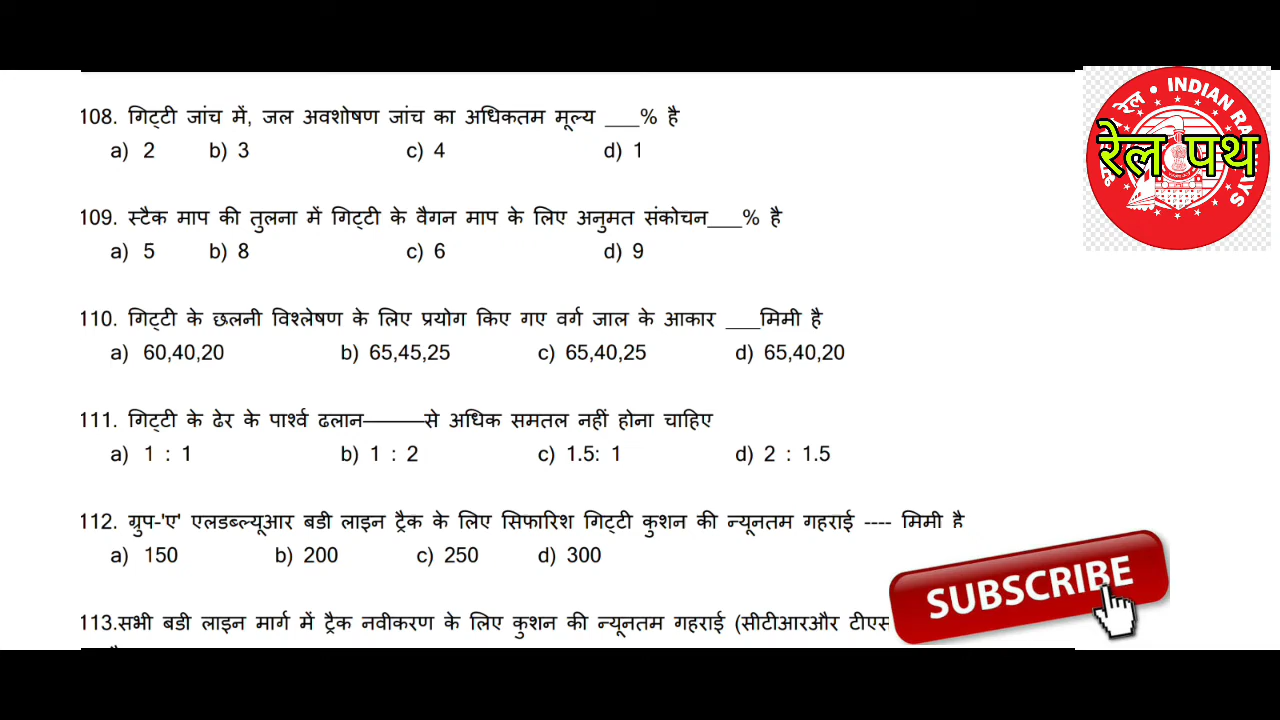 108. गिट्टी जांच में, जल अवशोषण जांच का अधिकतम मूल्य ___% है
a) 2 b) 3 c) 4 d) 1
109. स्टैक माप की तुलना में गिट्टी के वैगन माप के लिए अनुमत संकोचन___% है
a) 5 b) 8 c) 6 d) 9
110. गिट्टी के छलनी विश्लेषण के लिए प्रयोग किए गए वर्ग जाल के आकार ___मिमी है
a) 60,40,20 b) 65,45,25 c) 65,40,25 d) 65,40,20
111. गिट्टी के ढेर के पार्श्व ढलान———से अधिक समतल नहीं होना चाहिए
a) 1 : 1 b) 1 : 2 c) 1.5: 1 d) 2 : 1.5
112. ग्रुप-'ए' एलडब्ल्यूआर बडी लाइन ट्रैक के लिए सिफारिश गिट्टी कुशन की न्यूनतम गहराई ---- मिमी है
a) 150 b) 200 c) 250 d) 300
113.सभी बडी लाइन मार्ग में ट्रैक नवीकरण के लिए कुशन की न्यूनतम गहराई (सीटीआरऔर टीएस
INDIAN RAILWAYS
रेल पथ
SUBSCRIBE